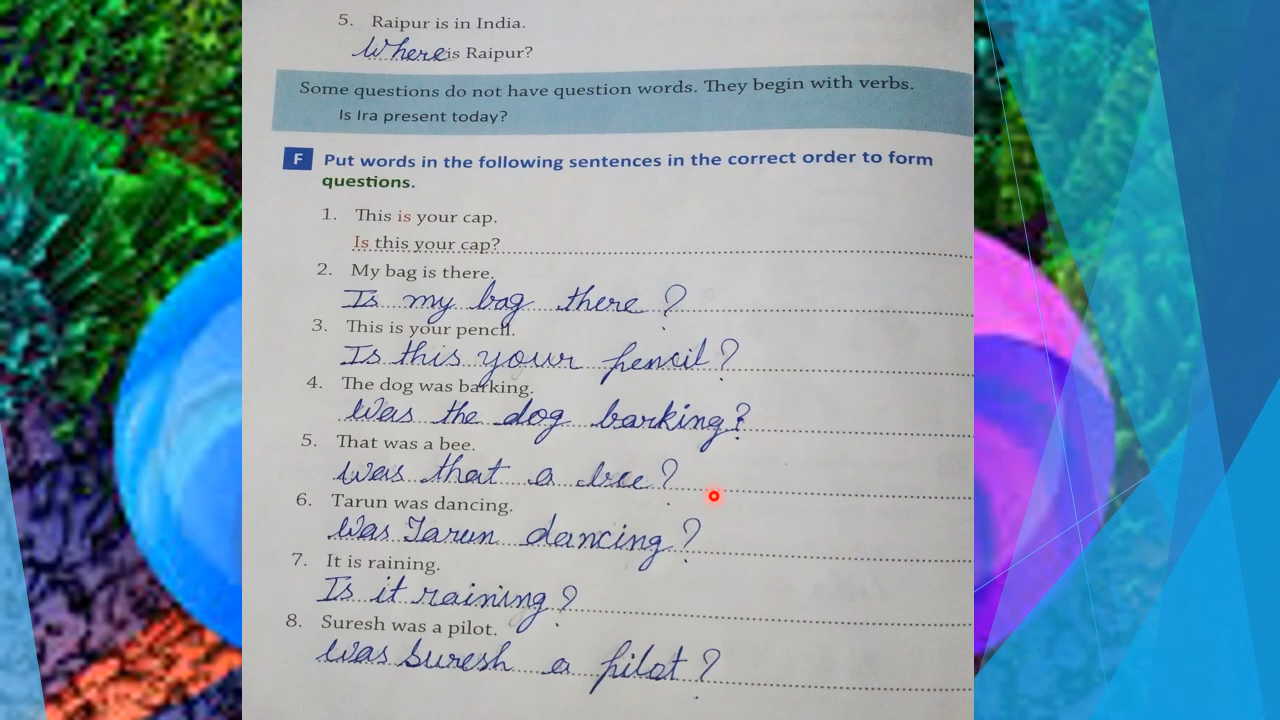 5. Raipur is in India.
Where is Raipur?
Some questions do not have question words. They begin with verbs.
Is Ira present today?
F Put words in the following sentences in the correct order to form
questions.
1. This is your cap.
Is this your cap?
2. My bag is there.
Is my bag there?
3. This is your pencil.
Is this your pencil?
4. The dog was barking.
Was the dog barking?
5. That was a bee.
Was that a bee?
6. Tarun was dancing.
Was Tarun dancing?
7. It is raining.
Is it raining?
8. Suresh was a pilot.
Was Suresh a pilot?